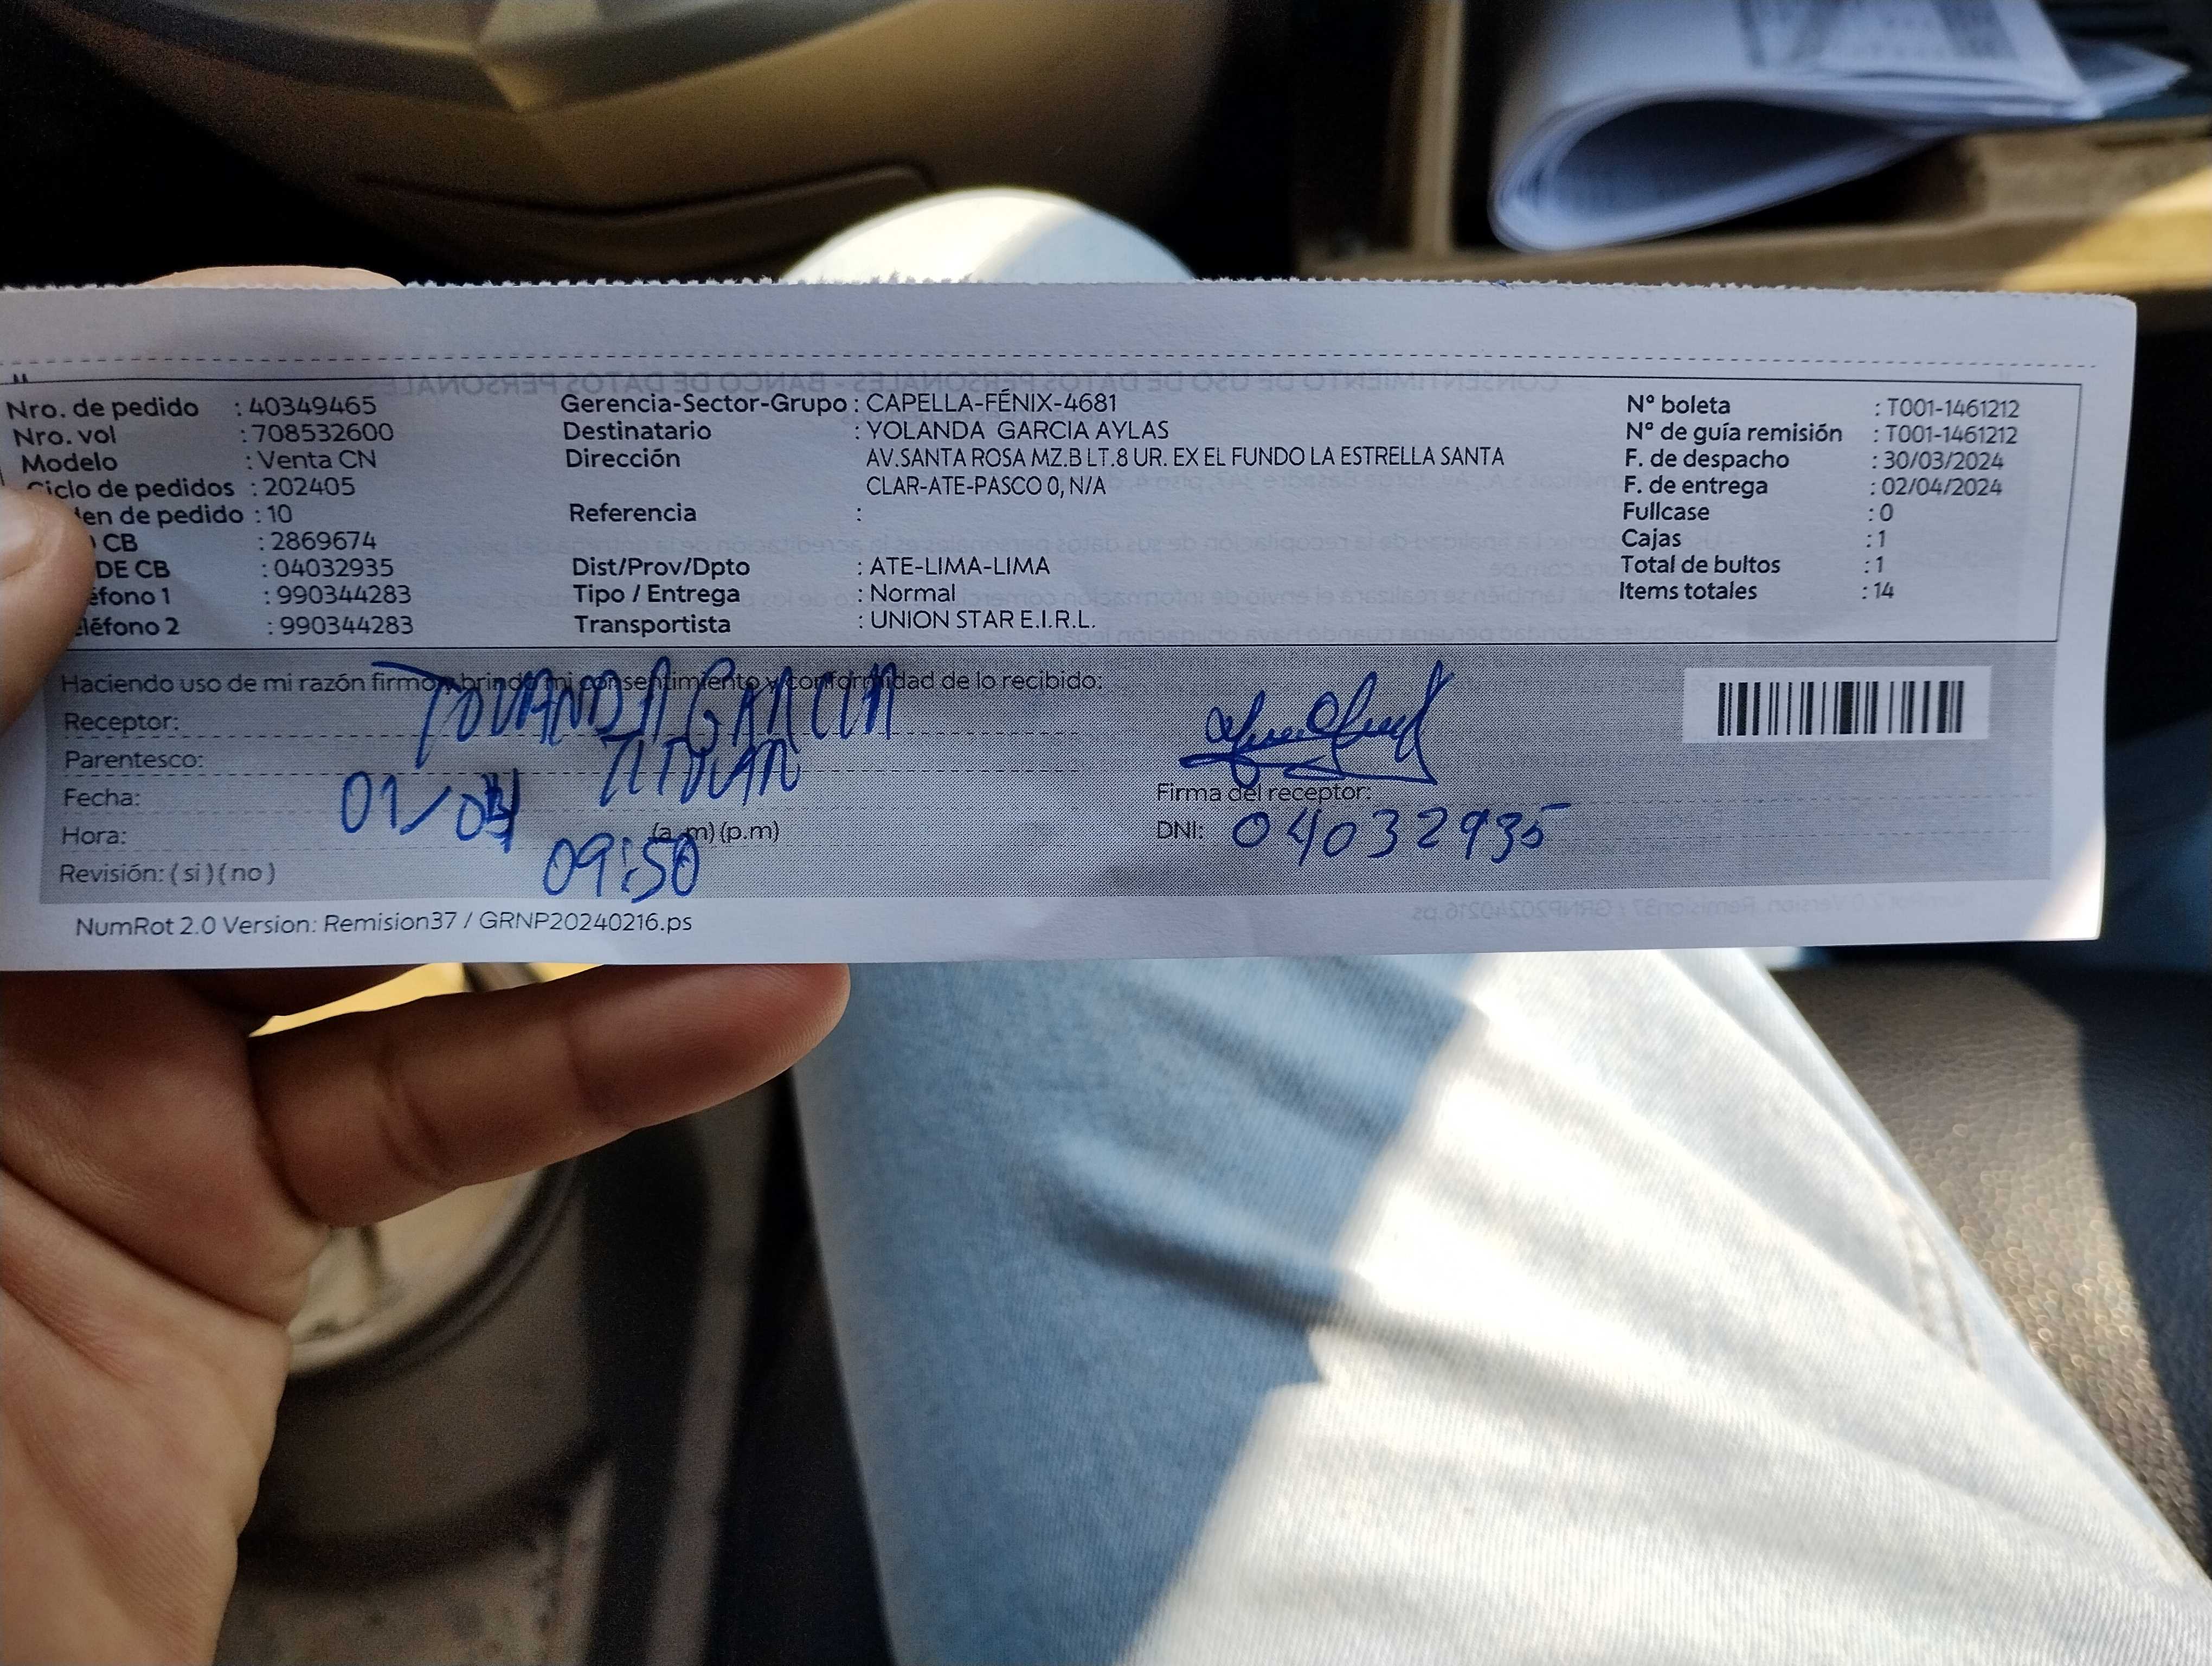 Nro. de pedido : 40349465
Nro. vol : 708532600
Modelo : Venta CN
Ciclo de pedidos : 202405
en de pedido : 10
CB : 2869674
DE CB : 04032935
éfono 1 : 990344283
léfono 2 : 990344283
Gerencia-Sector-Grupo : CAPELLA-FÉNIX-4681
Destinatario : YOLANDA GARCIA AYLAS
Dirección AV.SANTA ROSA MZ.B LT.8 UR. EX EL FUNDO LA ESTRELLA SANTA
CLAR-ATE-PASCO 0, N/A
Referencia :
Dist/Prov/Dpto : ATE-LIMA-LIMA
Tipo / Entrega : Normal
Transportista : UNION STAR E.I.R.L.
Nº boleta : T001-1461212
Nº de guía remisión : T001-1461212
F. de despacho : 30/03/2024
F. de entrega : 02/04/2024
Fullcase : 0
Cajas : 1
Total de bultos : 1
Items totales : 14
Haciendo uso de mi razón firmo y brindo mi consentimiento y conformidad de lo recibido:
Receptor: YOLANDA GARCIA
Parentesco: TITULAR
Fecha: 01/04
Hora: 09:50 (a.m) (p.m)
Revisión: ( si ) ( no )
Firma del receptor:
DNI: 04032935
NumRot 2.0 Version: Remision37 / GRNP20240216.ps